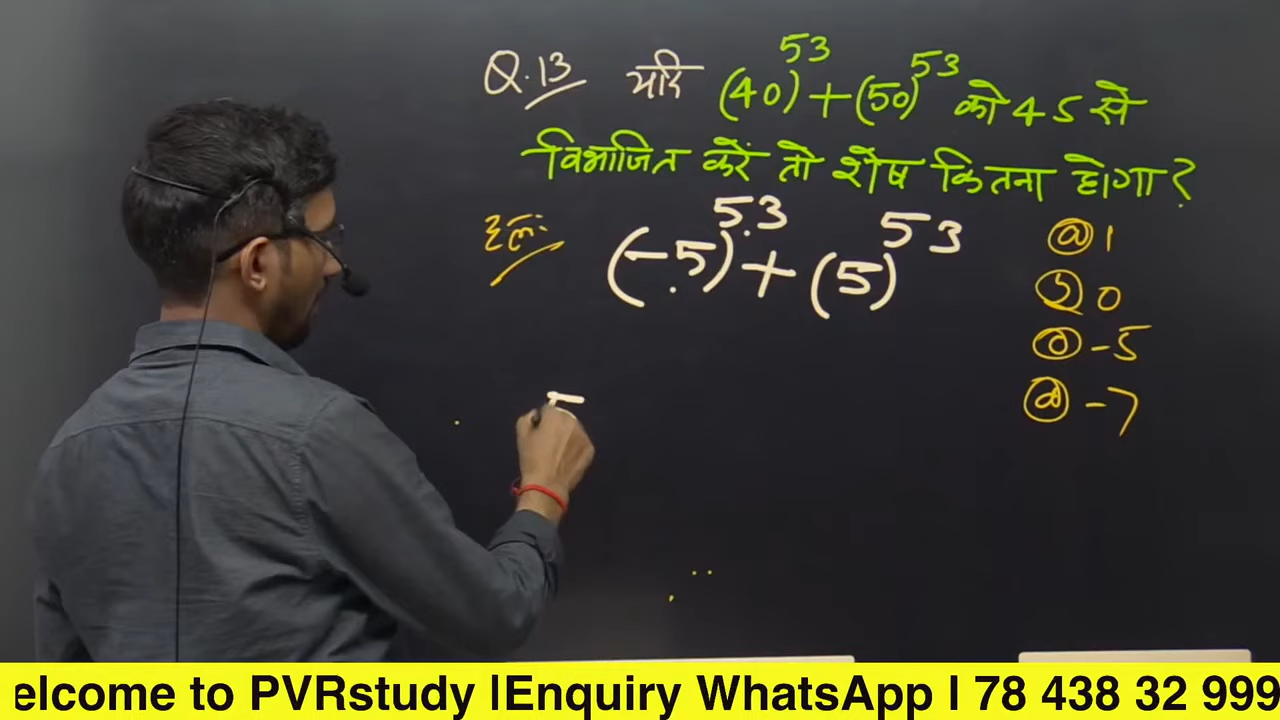 Q.13 यदि (40)^53 + (50)^53 को 45 से
विभाजित करें तो शेष कितना होगा?
हल:- (-5)^53 + (5)^53
ⓐ 1
ⓑ 0
ⓒ -5
ⓓ -7
elcome to PVRstudy lEnquiry WhatsApp l 78 438 32 999